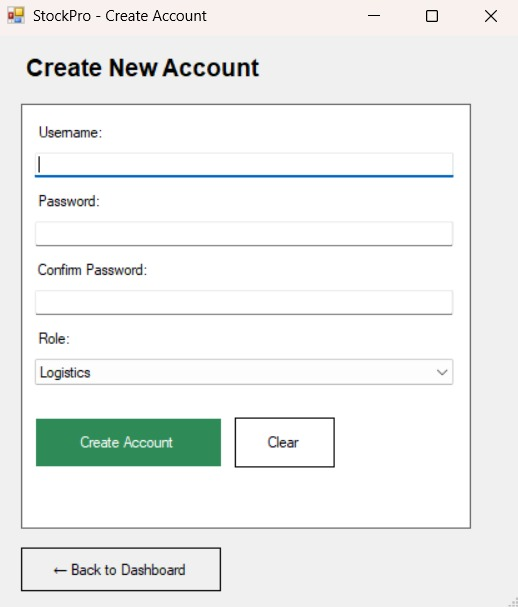 StockPro - Create Account
Create New Account
Username:
Password:
Confirm Password:
Role:
Logistics
Create Account Clear
← Back to Dashboard